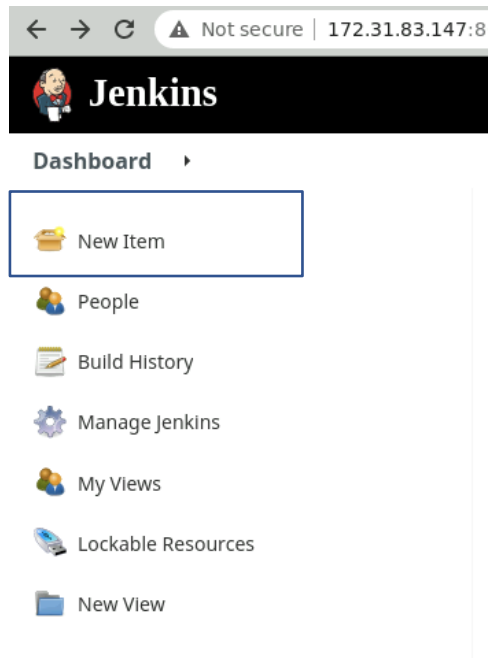 Not secure | 172.31.83.147:8
Jenkins
Dashboard
New Item
People
Build History
Manage Jenkins
My Views
Lockable Resources
New View